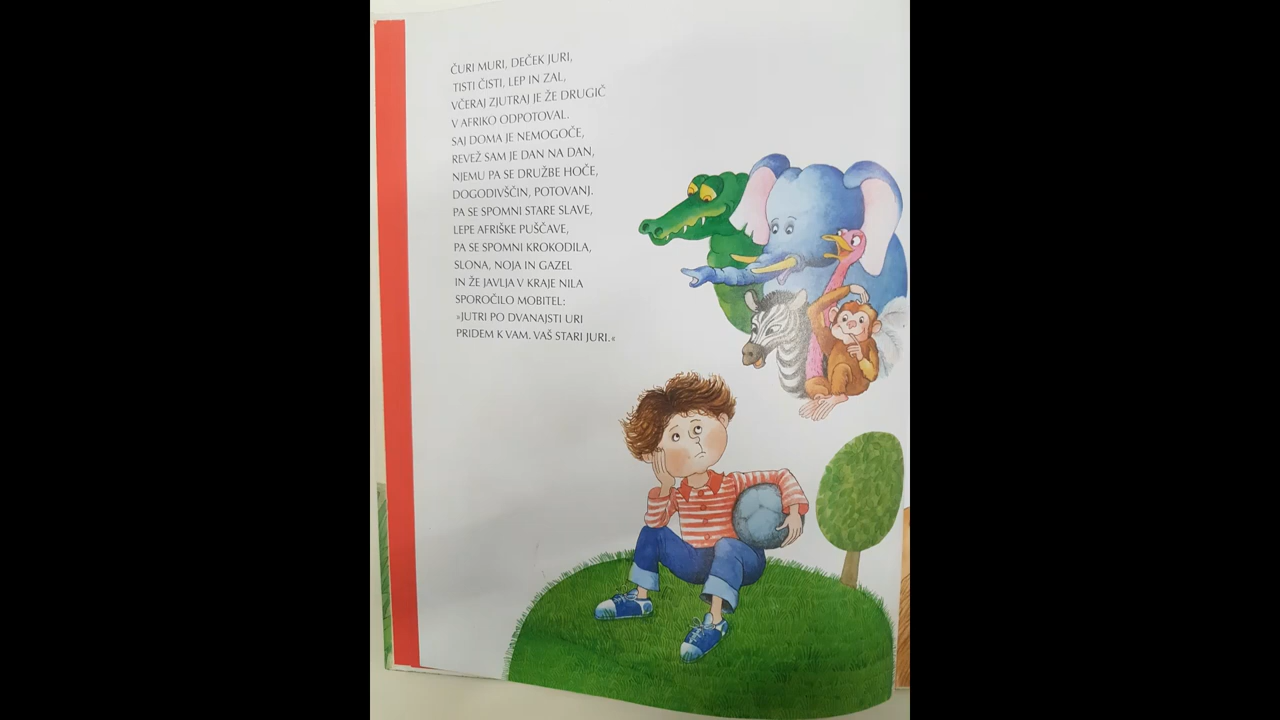 ČURI MURI, DEČEK JURI,
TISTI ČISTI, LEP IN ZAL,
VČERAJ ZJUTRAJ JE ŽE DRUGIČ
V AFRIKO ODPOTOVAL.
SAJ DOMA JE NEMOGOČE,
REVEŽ SAM JE DAN NA DAN,
NJEMU PA SE DRUŽBE HOČE,
DOGODIVŠČIN, POTOVANJ.
PA SE SPOMNI STARE SLAVE,
LEPE AFRIŠKE PUŠČAVE,
PA SE SPOMNI KROKODILA,
SLONA, NOJA IN GAZEL
IN ŽE JAVLJA V KRAJE NILA
SPOROČILO MOBITEL:
»JUTRI PO DVANAJSTI URI
PRIDEM K VAM. VAŠ STARI JURI.«